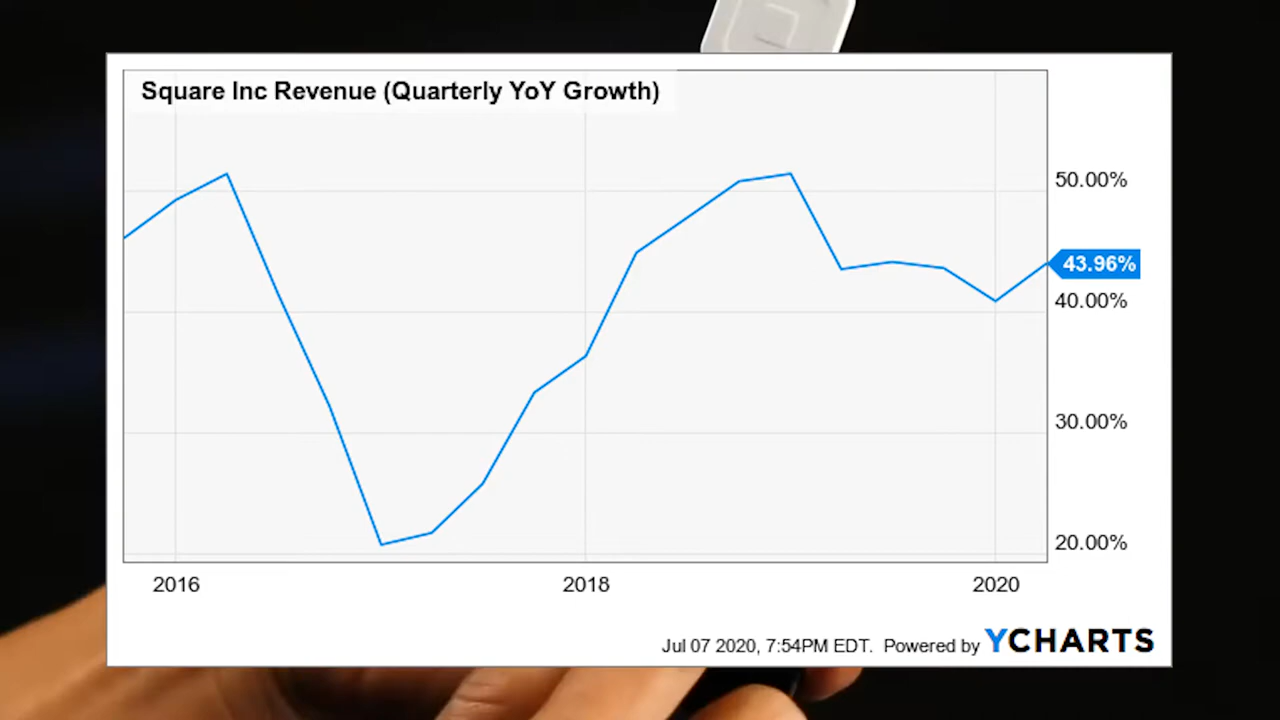 Square Inc Revenue (Quarterly YoY Growth)
50.00%
43.96%
40.00%
30.00%
20.00%
2016 2018 2020
Jul 07 2020, 7:54PM EDT. Powered by YCHARTS